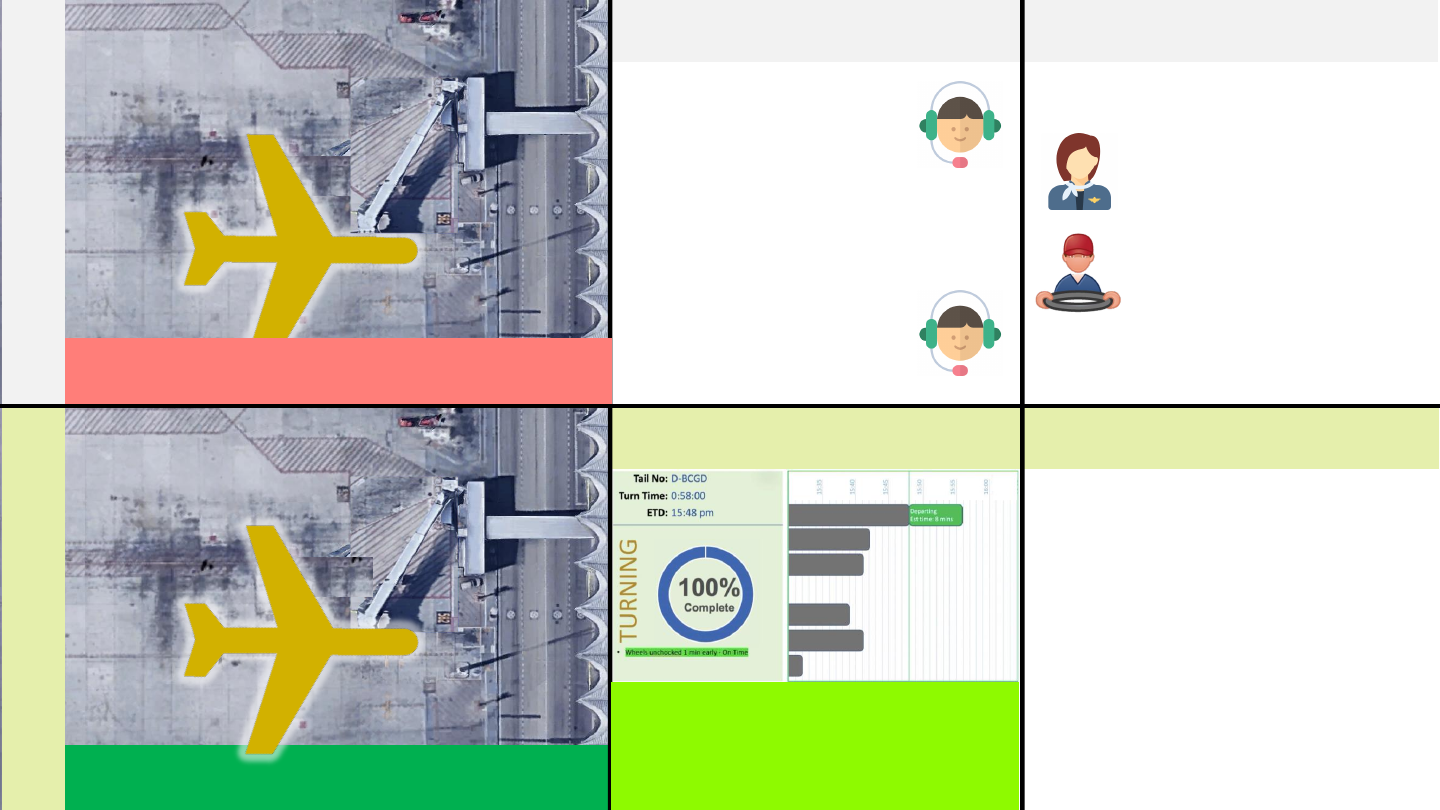 Tail No: D-BCGD
Turn Time: 0:58:00
ETD: 15:48 pm
15:35
15:40
15:45
15:50
15:55
16:00
Departing
Est time: 8 mins
TURNING
100%
Complete
• Wheels unchocked 1 min early - On Time